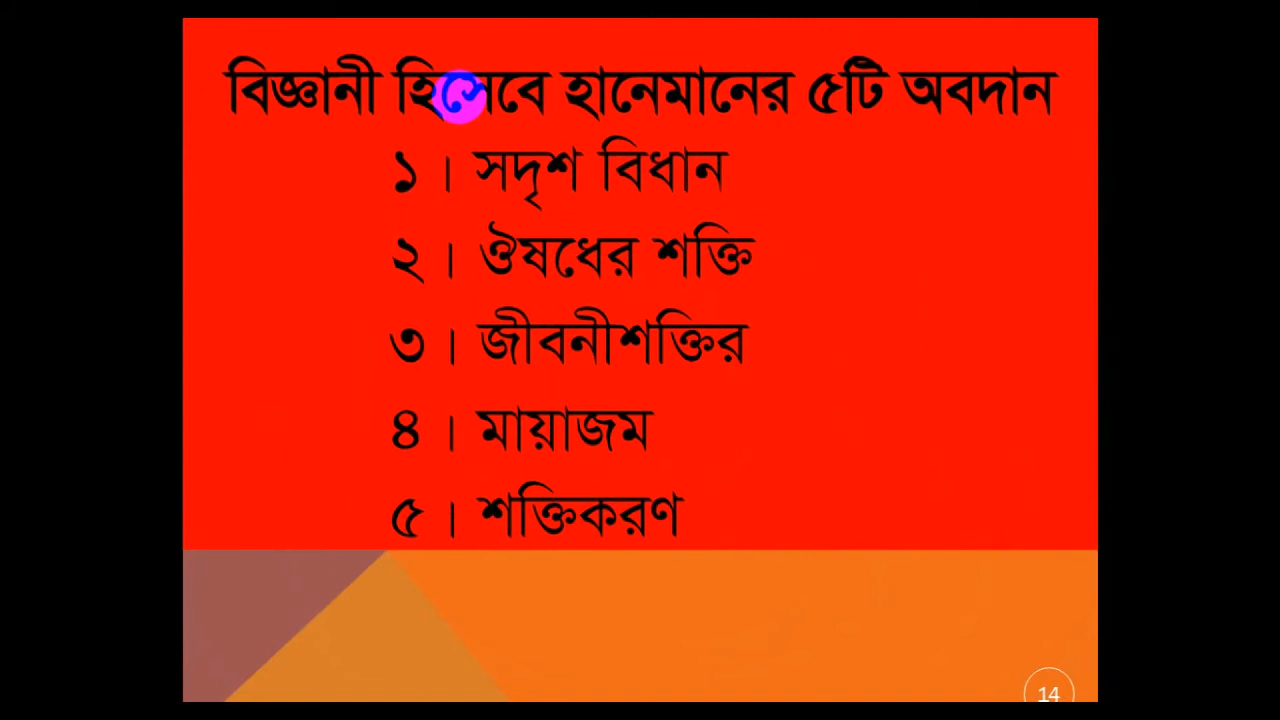 বিজ্ঞানী হিসেবে হানেমানের ৫টি অবদান
১। সদৃশ বিধান
২। ঔষধের শক্তি
৩। জীবনীশক্তির
৪। মায়াজম
৫। শক্তিকরণ
14